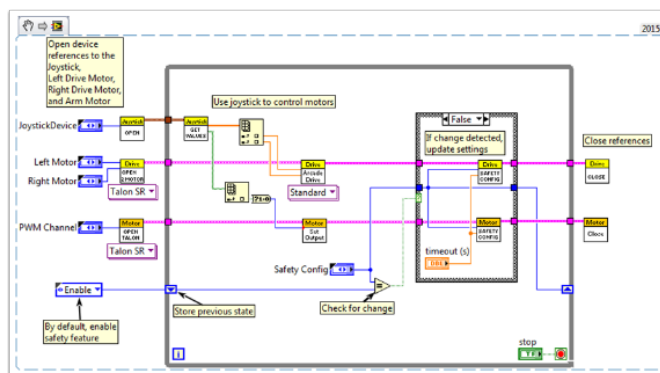 2015
Open device
references to the
Joystick,
Left Drive Motor,
Right Drive Motor,
and Arm Motor
JoystickDevice
Joystick
OPEN
Joystick
GET
VALUES
Use joystick to control motors
False
If change detected,
update settings
Close references
Left Motor
Right Motor
Drive
OPEN
2 MOTOR
Talon SR
Drive
Arcade
Drive
Standard
Drive
SAFETY
CONFIG
Drive
CLOSE
PWM Channel
Motor
OPEN
TALON
Talon SR
Motor
Set
Output
Motor
SAFETY
CONFIG
Motor
Close
timeout (s)
DBL
Safety Config
Enable
Store previous state
Check for change
=
By default, enable
safety feature
i
stop
TF